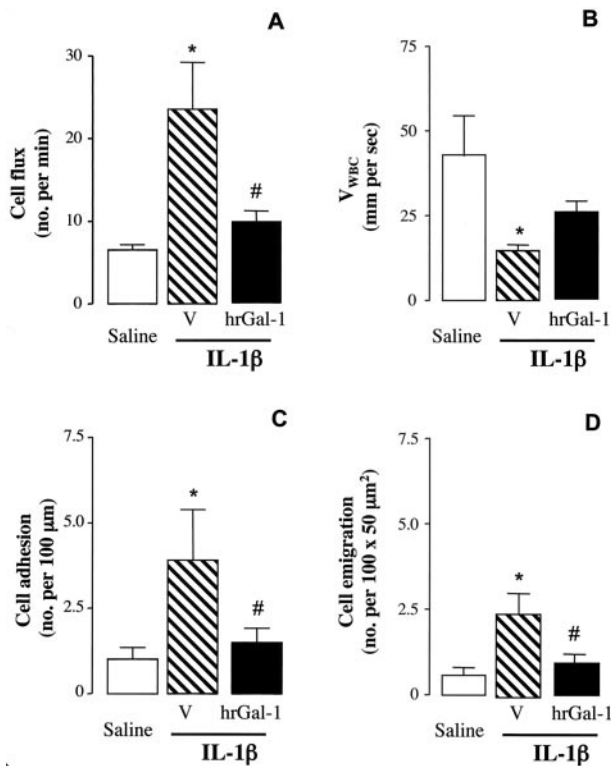 A
Cell flux
(no. per min)
30
20
10
0
*
#
Saline
V
hrGal-1
IL-1β
B
V_WBC
(mm per sec)
75
50
25
0
*
Saline
V
hrGal-1
IL-1β
C
Cell adhesion
(no. per 100 µm)
7.5
5.0
2.5
0
*
#
Saline
V
hrGal-1
IL-1β
D
Cell emigration
(no. per 100 x 50 µm²)
7.5
5.0
2.5
0
*
#
Saline
V
hrGal-1
IL-1β